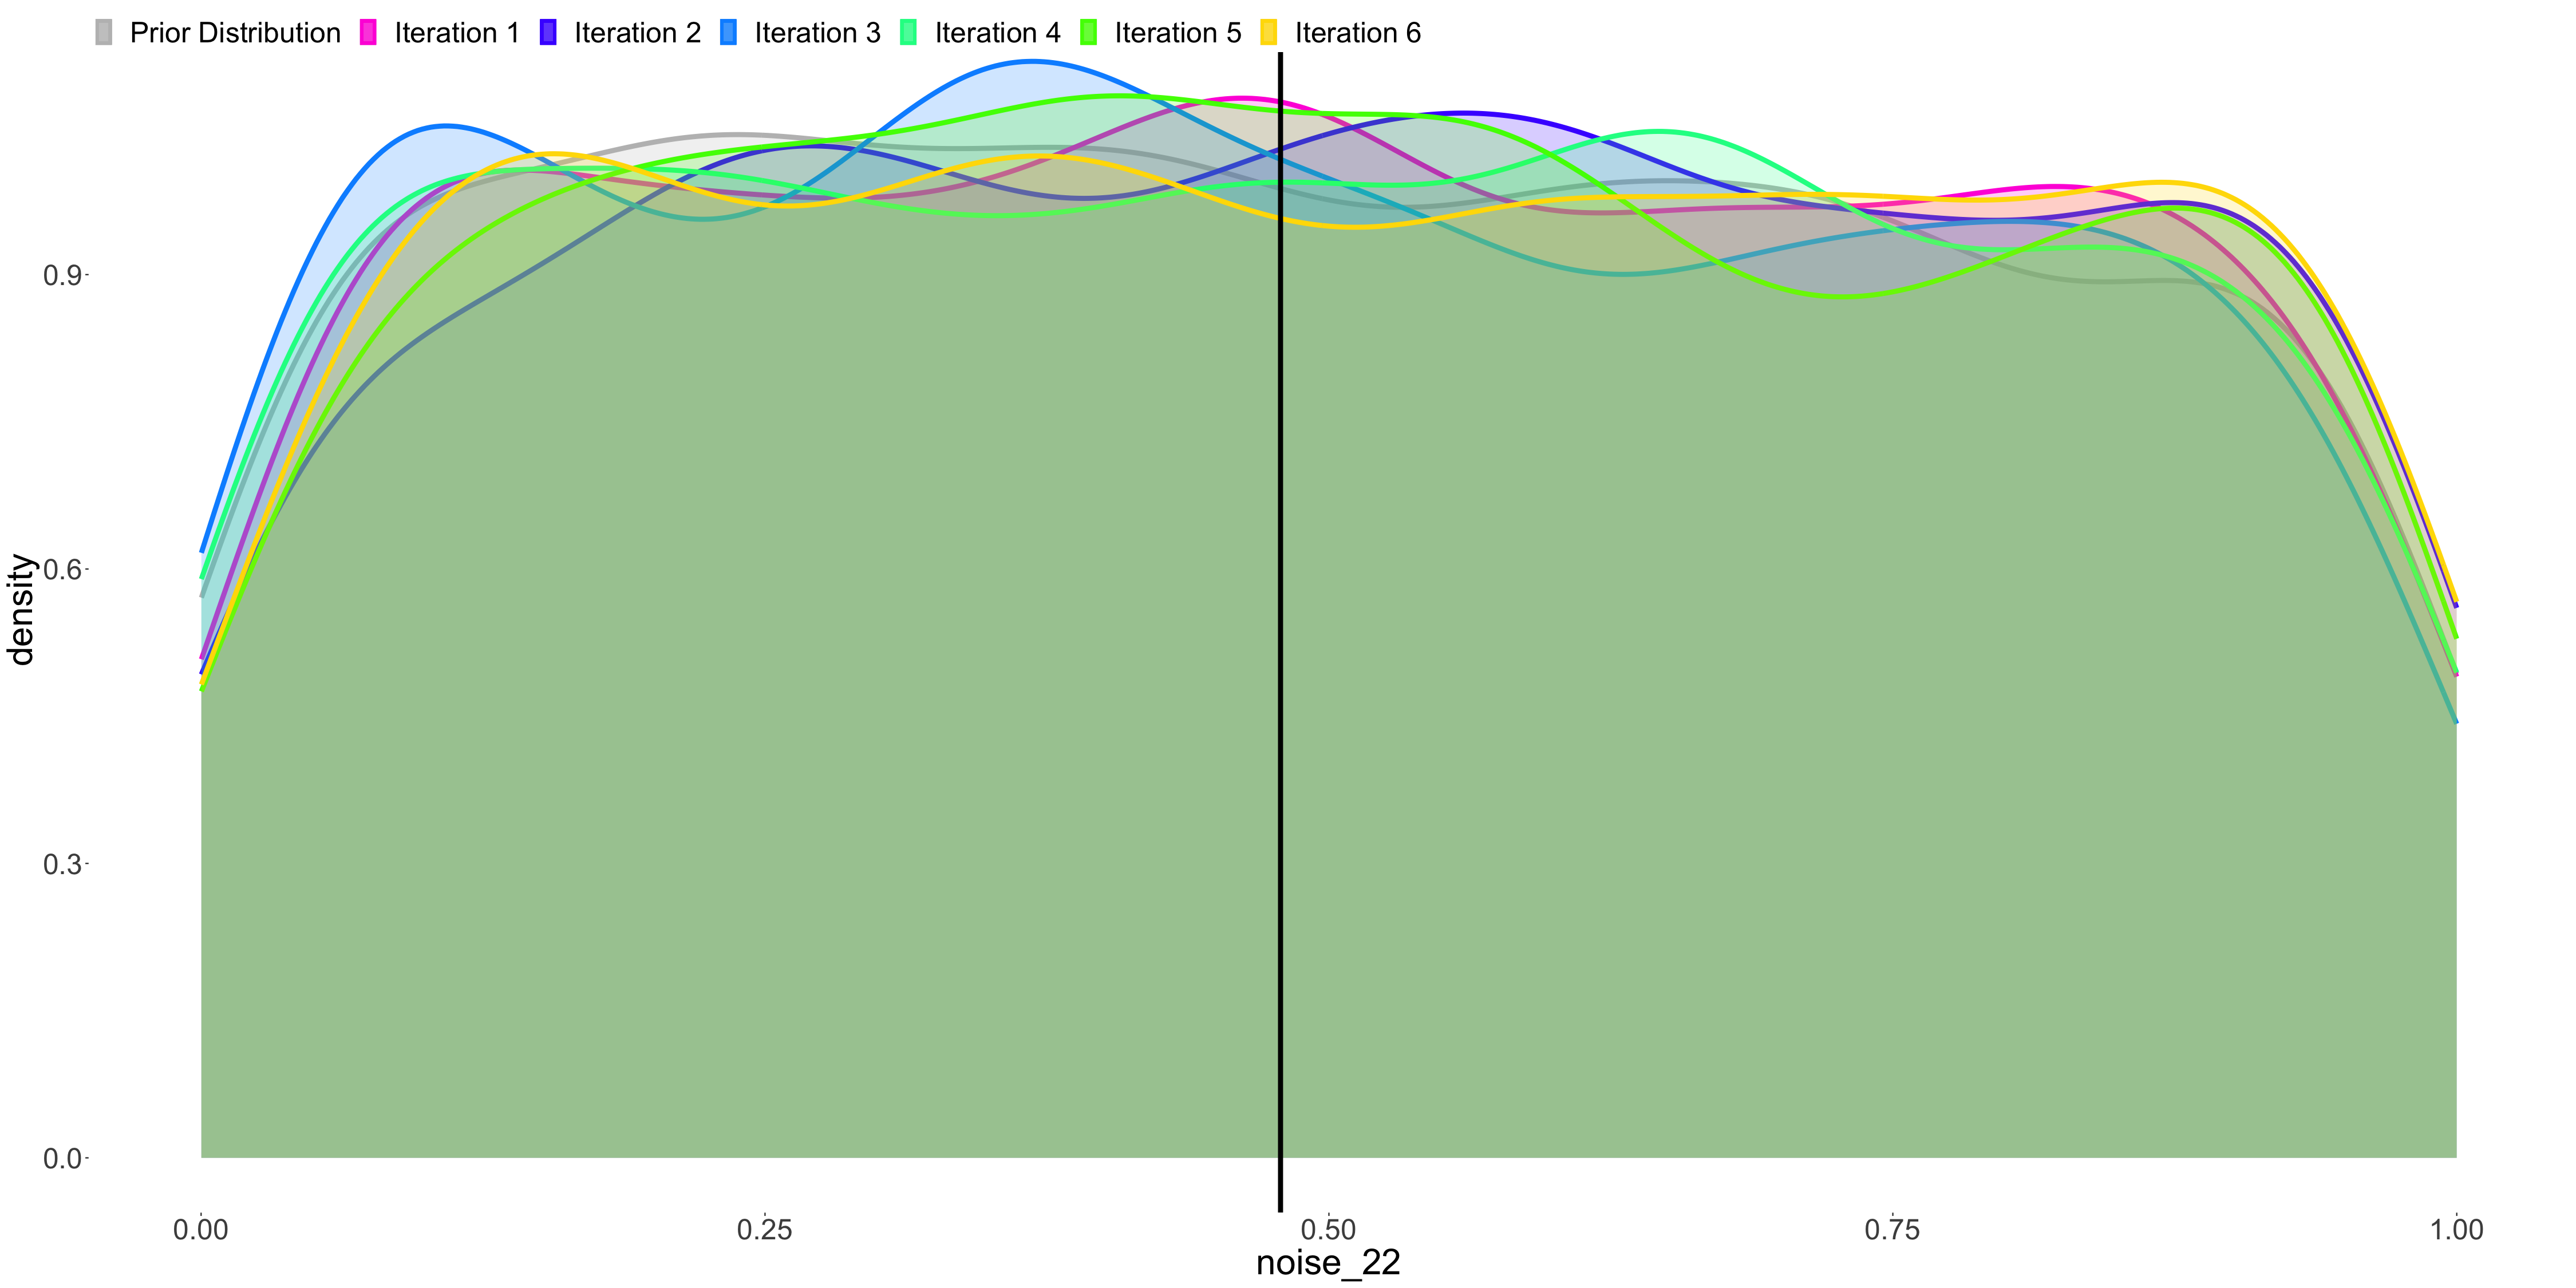 Prior Distribution Iteration 1 Iteration 2 Iteration 3 Iteration 4 Iteration 5 Iteration 6
0.9
0.6
0.3
0.0
density
0.00 0.25 0.50 0.75 1.00
noise_22